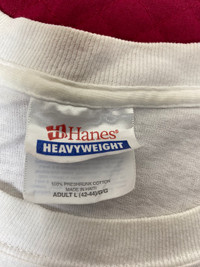 Hanes®
HEAVYWEIGHT
100% PRESHRUNK COTTON
MADE IN HAITI
ADULT L (42-44)/G/G